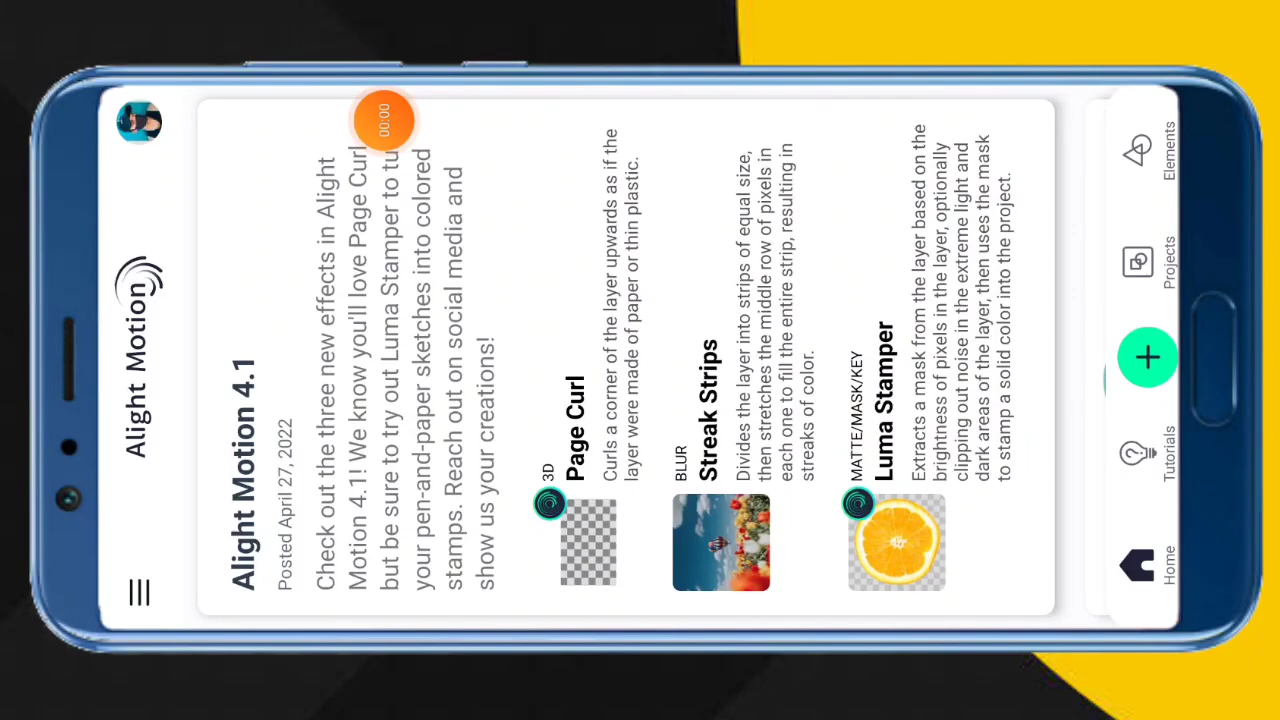 Alight Motion
00:00
Alight Motion 4.1
Posted April 27, 2022
Check out the three new effects in Alight
Motion 4.1! We know you'll love Page Curl
but be sure to try out Luma Stamper to tu
your pen-and-paper sketches into colored
stamps. Reach out on social media and
show us your creations!
3D
Page Curl
Curls a corner of the layer upwards as if the
layer were made of paper or thin plastic.
BLUR
Streak Strips
Divides the layer into strips of equal size,
then stretches the middle row of pixels in
each one to fill the entire strip, resulting in
streaks of color.
MATTE/MASK/KEY
Luma Stamper
Extracts a mask from the layer based on the
brightness of pixels in the layer, optionally
clipping out noise in the extreme light and
dark areas of the layer, then uses the mask
to stamp a solid color into the project.
Home
Tutorials
Projects
Elements